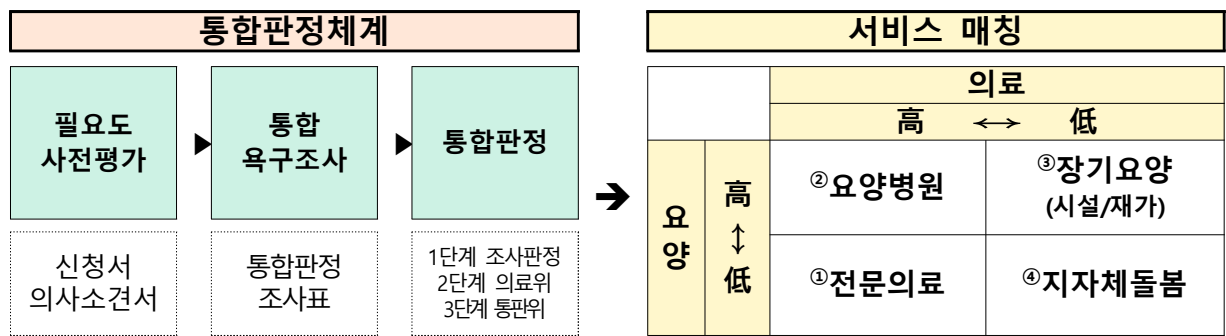 통합판정체계
필요도
사전평가
▶
통합
욕구조사
▶
통합판정
신청서
의사소견서
통합판정
조사표
1단계 조사판정
2단계 의료위
3단계 통판위
➔
서비스 매칭
의료
高 ↔ 低
요양
高
↕
低
②요양병원
③장기요양
(시설/재가)
①전문의료
④지자체돌봄